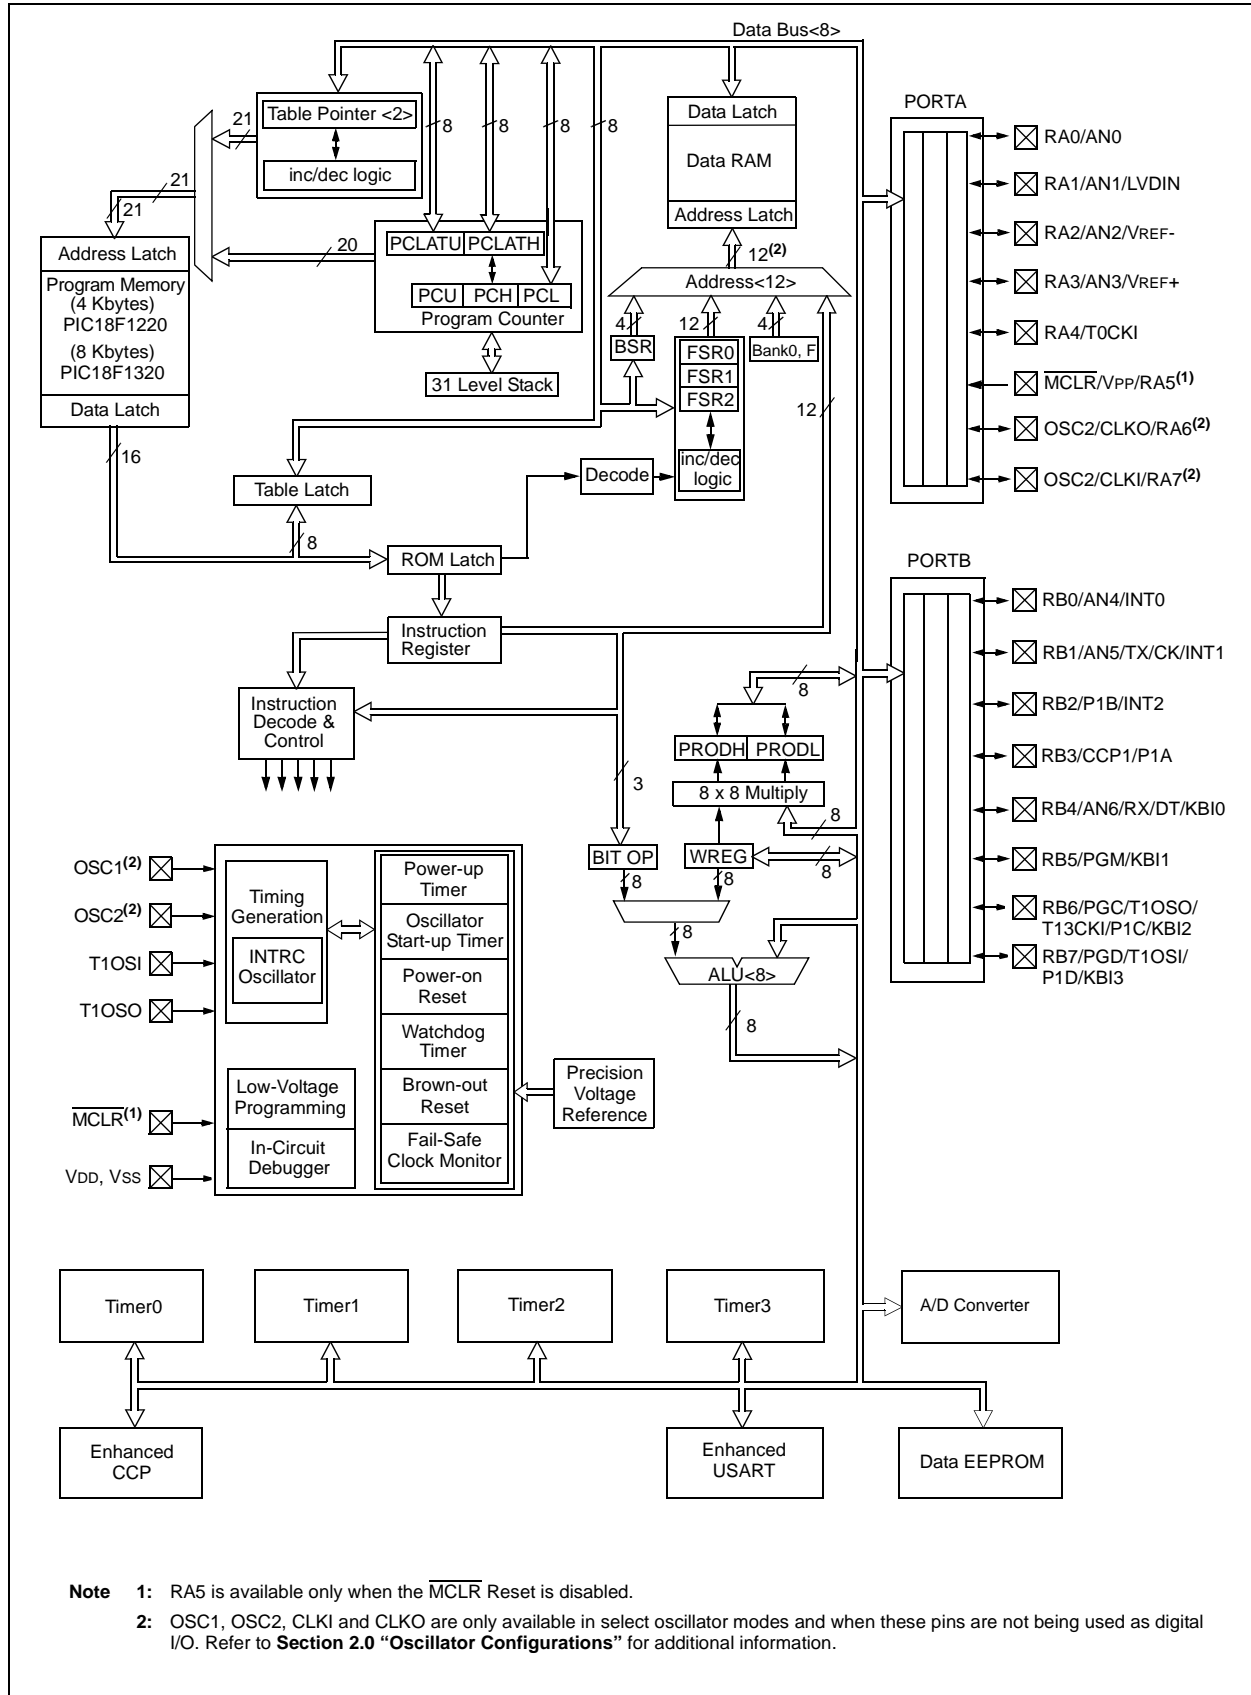 Data Bus<8>
PORTA
Table Pointer <2>
21
8
8
8
8
inc/dec logic
Data Latch
Data RAM
Address Latch
RA0/AN0
RA1/AN1/LVDIN
RA2/AN2/VREF-
RA3/AN3/VREF+
RA4/T0CKI
MCLR/VPP/RA5(1)
OSC2/CLKO/RA6(2)
OSC2/CLKI/RA7(2)
21
21
20
Address Latch
Program Memory
(4 Kbytes)
PIC18F1220
(8 Kbytes)
PIC18F1320
Data Latch
16
PCLATU
PCLATH
PCU
PCH
PCL
Program Counter
31 Level Stack
12(2)
Address<12>
4
12
4
BSR
FSR0
FSR1
FSR2
Bank0, F
12
inc/dec
logic
Decode
Table Latch
8
ROM Latch
Instruction
Register
Instruction
Decode &
Control
PORTB
RB0/AN4/INT0
RB1/AN5/TX/CK/INT1
RB2/P1B/INT2
RB3/CCP1/P1A
RB4/AN6/RX/DT/KBI0
RB5/PGM/KBI1
RB6/PGC/T1OSO/
T13CKI/P1C/KBI2
RB7/PGD/T1OSI/
P1D/KBI3
8
PRODH
PRODL
3
8 x 8 Multiply
8
BIT OP
WREG
8
8
8
8
ALU<8>
8
OSC1(2)
OSC2(2)
T1OSI
T1OSO
MCLR(1)
VDD, VSS
Timing
Generation
INTRC
Oscillator
Low-Voltage
Programming
In-Circuit
Debugger
Power-up
Timer
Oscillator
Start-up Timer
Power-on
Reset
Watchdog
Timer
Brown-out
Reset
Fail-Safe
Clock Monitor
Precision
Voltage
Reference
Timer0
Timer1
Timer2
Timer3
A/D Converter
Enhanced
CCP
Enhanced
USART
Data EEPROM
Note 1: RA5 is available only when the MCLR Reset is disabled.
2: OSC1, OSC2, CLKI and CLKO are only available in select oscillator modes and when these pins are not being used as digital
I/O. Refer to Section 2.0 “Oscillator Configurations” for additional information.